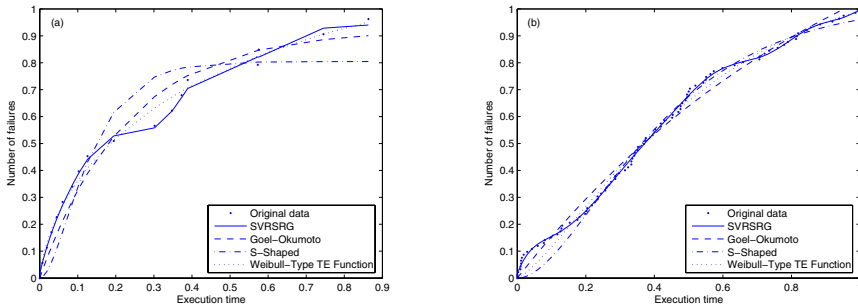 (a)
1
0.9
0.8
0.7
0.6
0.5
0.4
0.3
0.2
0.1
0
Number of failures
Original data
SVRSRG
Goel−Okumoto
S−Shaped
Weibull−Type TE Function
0 0.1 0.2 0.3 0.4 0.5 0.6 0.7 0.8 0.9
Execution time
(b)
1
0.9
0.8
0.7
0.6
0.5
0.4
0.3
0.2
0.1
0
Number of failures
Original data
SVRSRG
Goel−Okumoto
S−Shaped
Weibull−Type TE Function
0 0.2 0.4 0.6 0.8
Execution time